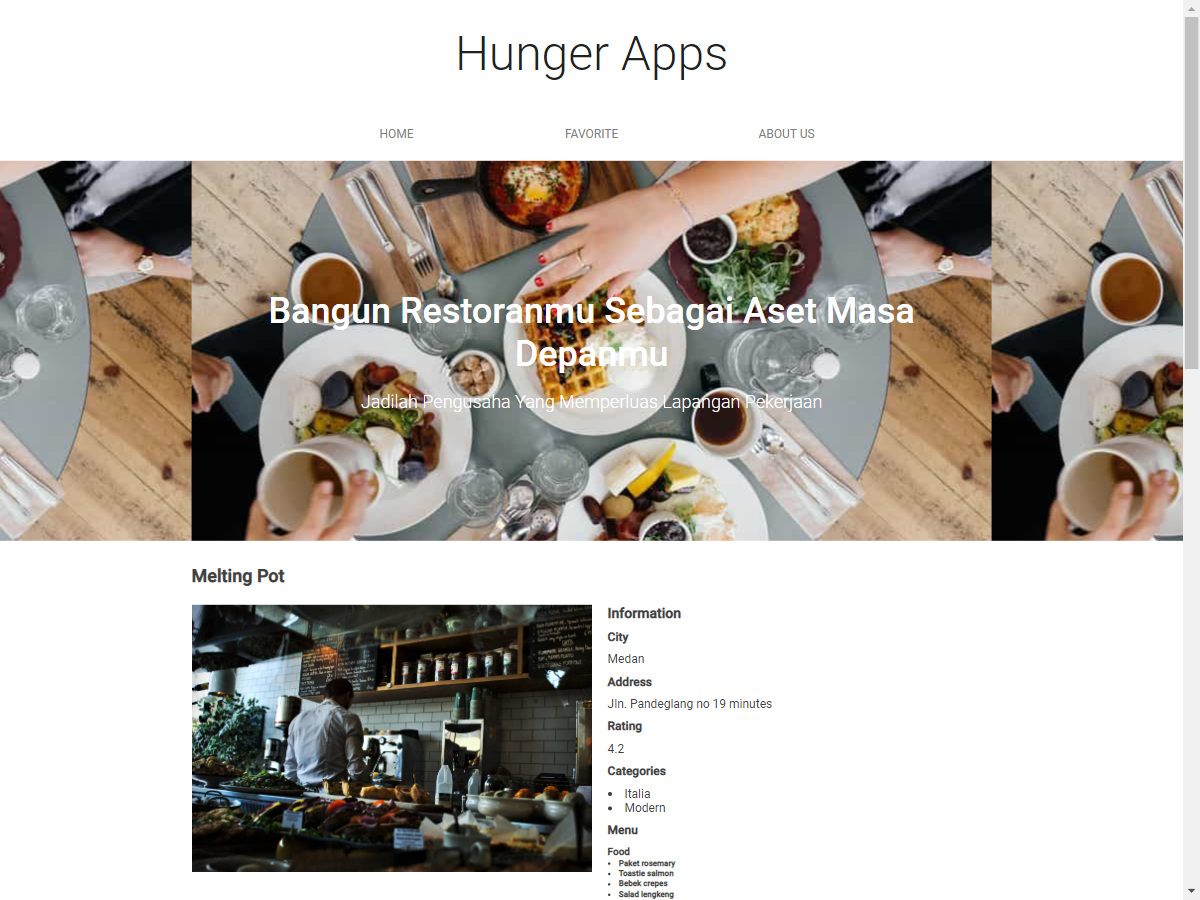 Hunger Apps
HOME
FAVORITE
ABOUT US
Bangun Restoranmu Sebagai Aset Masa
Depanmu
Jadilah Pengusaha Yang Memperluas Lapangan Pekerjaan
Melting Pot
Information
City
Medan
Address
Jln. Pandeglang no 19 minutes
Rating
4.2
Categories
Italia
Modern
Menu
Food
Paket rosemary
Toastie salmon
Bebek crepes
Salad lengkeng